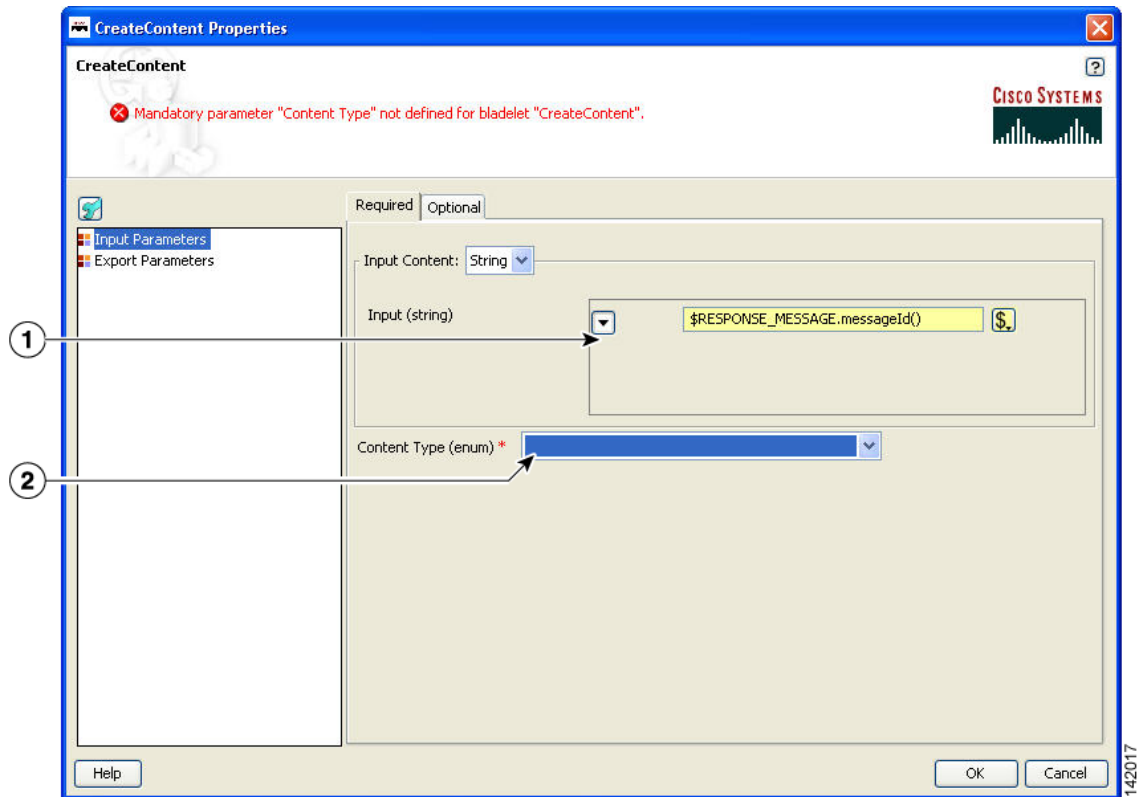 CreateContent Properties
CreateContent
Mandatory parameter "Content Type" not defined for bladelet "CreateContent".
CISCO SYSTEMS
Required Optional
Input Parameters
Export Parameters
Input Content: String
Input (string) $RESPONSE_MESSAGE.messageId() $
1
Content Type (enum) *
2
Help OK Cancel
142017